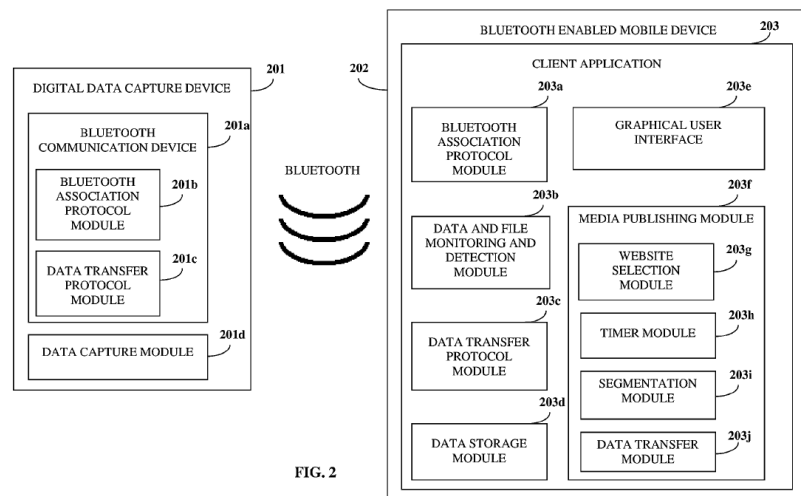 DIGITAL DATA CAPTURE DEVICE
201
BLUETOOTH
COMMUNICATION DEVICE
201a
BLUETOOTH
ASSOCIATION
PROTOCOL
MODULE
201b
DATA TRANSFER
PROTOCOL MODULE
201c
DATA CAPTURE MODULE
201d
BLUETOOTH
202
BLUETOOTH ENABLED MOBILE DEVICE
203
CLIENT APPLICATION
203a
BLUETOOTH
ASSOCIATION
PROTOCOL MODULE
203b
DATA AND FILE
MONITORING AND
DETECTION MODULE
203c
DATA TRANSFER
PROTOCOL
MODULE
203d
DATA STORAGE
MODULE
203e
GRAPHICAL USER
INTERFACE
203f
MEDIA PUBLISHING MODULE
WEBSITE
SELECTION
MODULE
203g
TIMER MODULE
203h
SEGMENTATION
MODULE
203i
DATA TRANSFER
MODULE
203j
FIG. 2